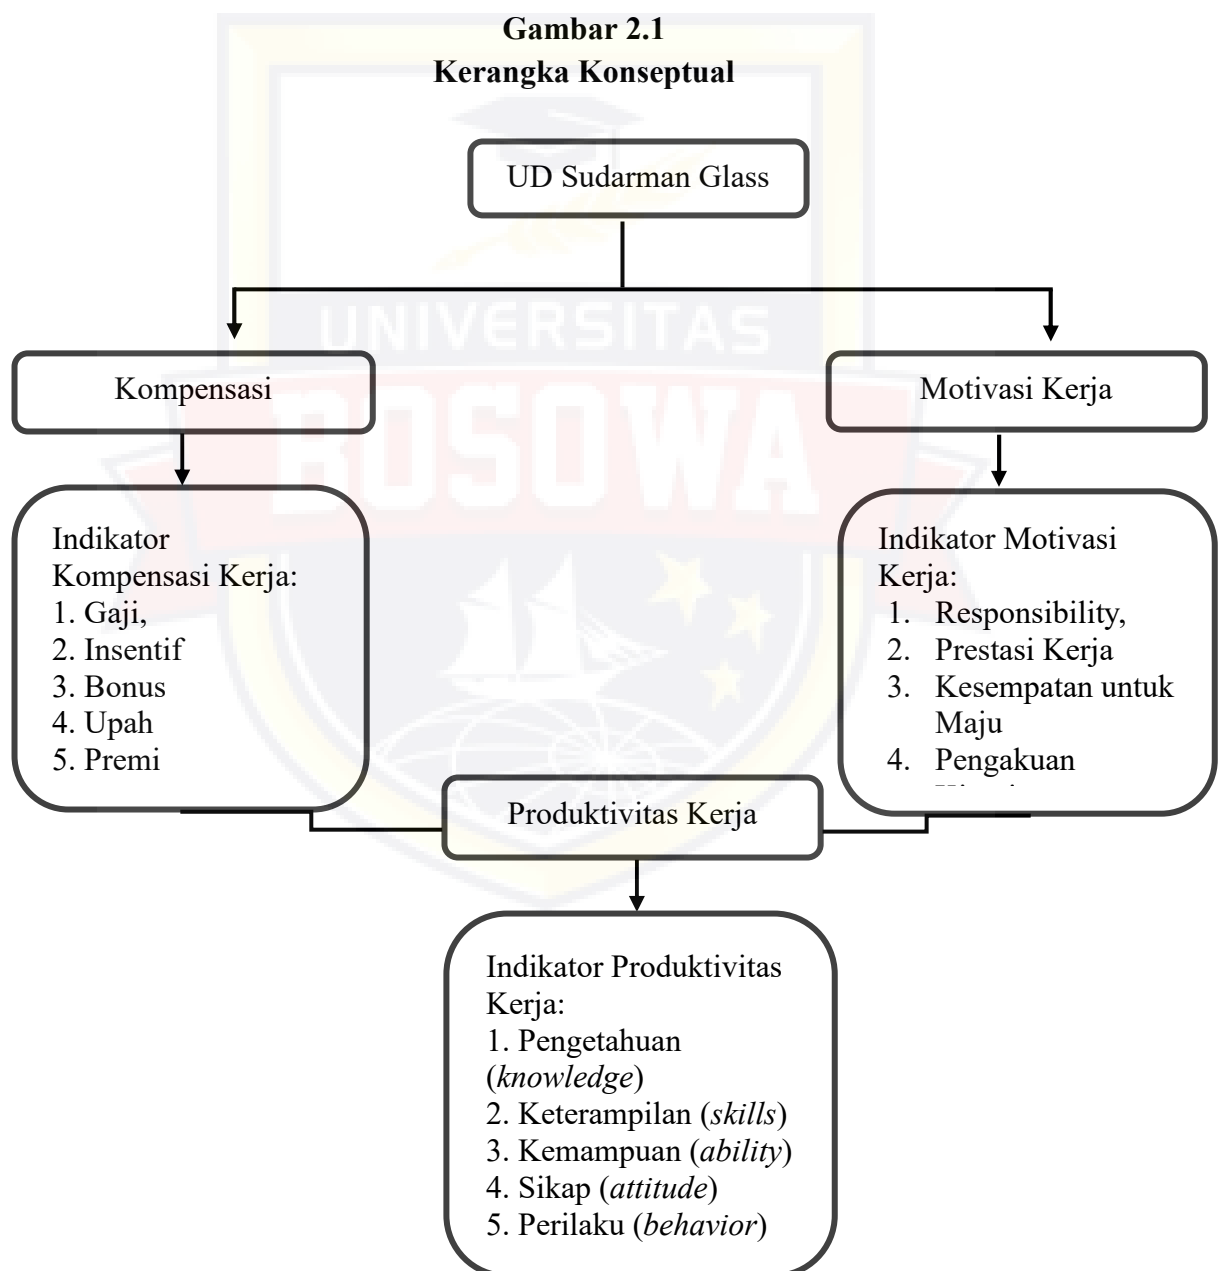 Gambar 2.1
Kerangka Konseptual
UD Sudarman Glass
UNIVERSITAS
BOSOWA
Kompensasi
Motivasi Kerja
Indikator
Kompensasi Kerja:
1. Gaji,
2. Insentif
3. Bonus
4. Upah
5. Premi
Indikator Motivasi
Kerja:
1. Responsibility,
2. Prestasi Kerja
3. Kesempatan untuk
Maju
4. Pengakuan
Produktivitas Kerja
Indikator Produktivitas
Kerja:
1. Pengetahuan
(knowledge)
2. Keterampilan (skills)
3. Kemampuan (ability)
4. Sikap (attitude)
5. Perilaku (behavior)